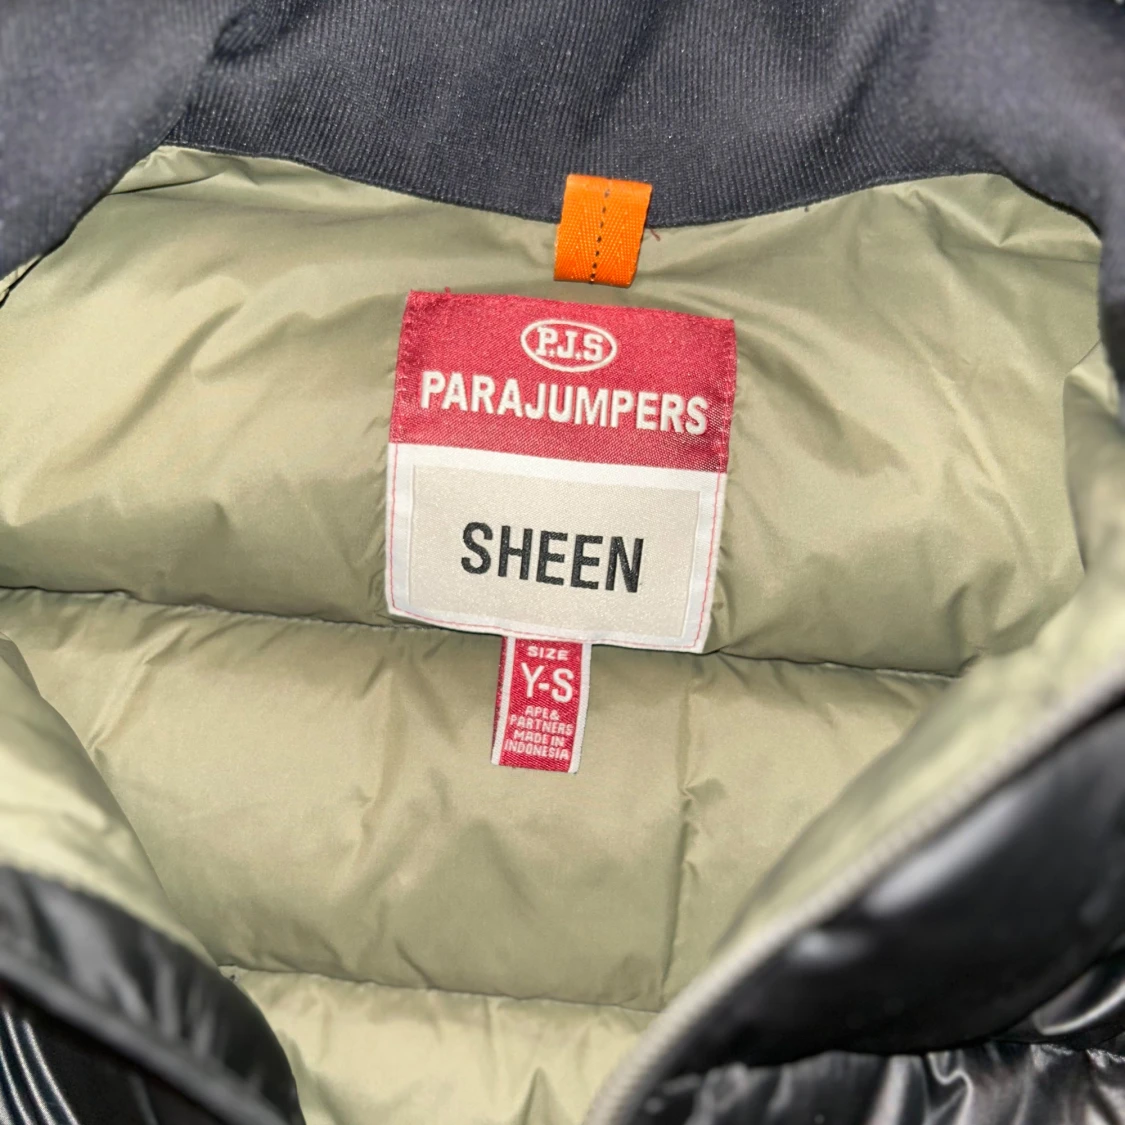 P.J.S
PARAJUMPERS
SHEEN
SIZE
Y-S
APE&
PARTNERS
MADE IN
INDONESIA